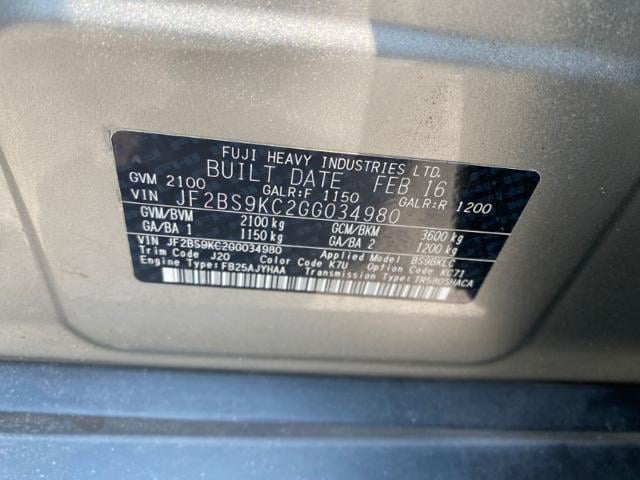 FUJI HEAVY INDUSTRIES LTD.
BUILT DATE FEB 16
GVM 2100 GALR:F 1150 GALR:R 1200
VIN JF2BS9KC2GG034980
GVM/BVM 2100 kg GCM/BKM 3600 kg
GA/BA 1 1150 kg GA/BA 2 1200 kg
VIN JF2BS9KC2GG034980 Applied Model BS9BKLC
Trim Code J20 Color Code K7U Option Code KC71
Engine Type:FB25AJYHAA Transmission Type:TR580SHACA